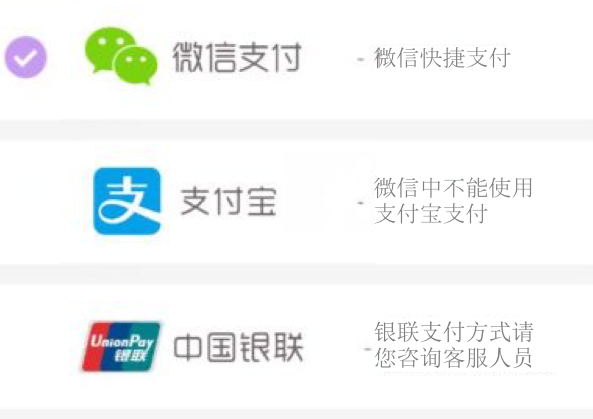 微信支付
- 微信快捷支付
支
支付宝
- 微信中不能使用
支付宝支付
UnionPay
银联
中国银联
- 银联支付方式请
您咨询客服人员